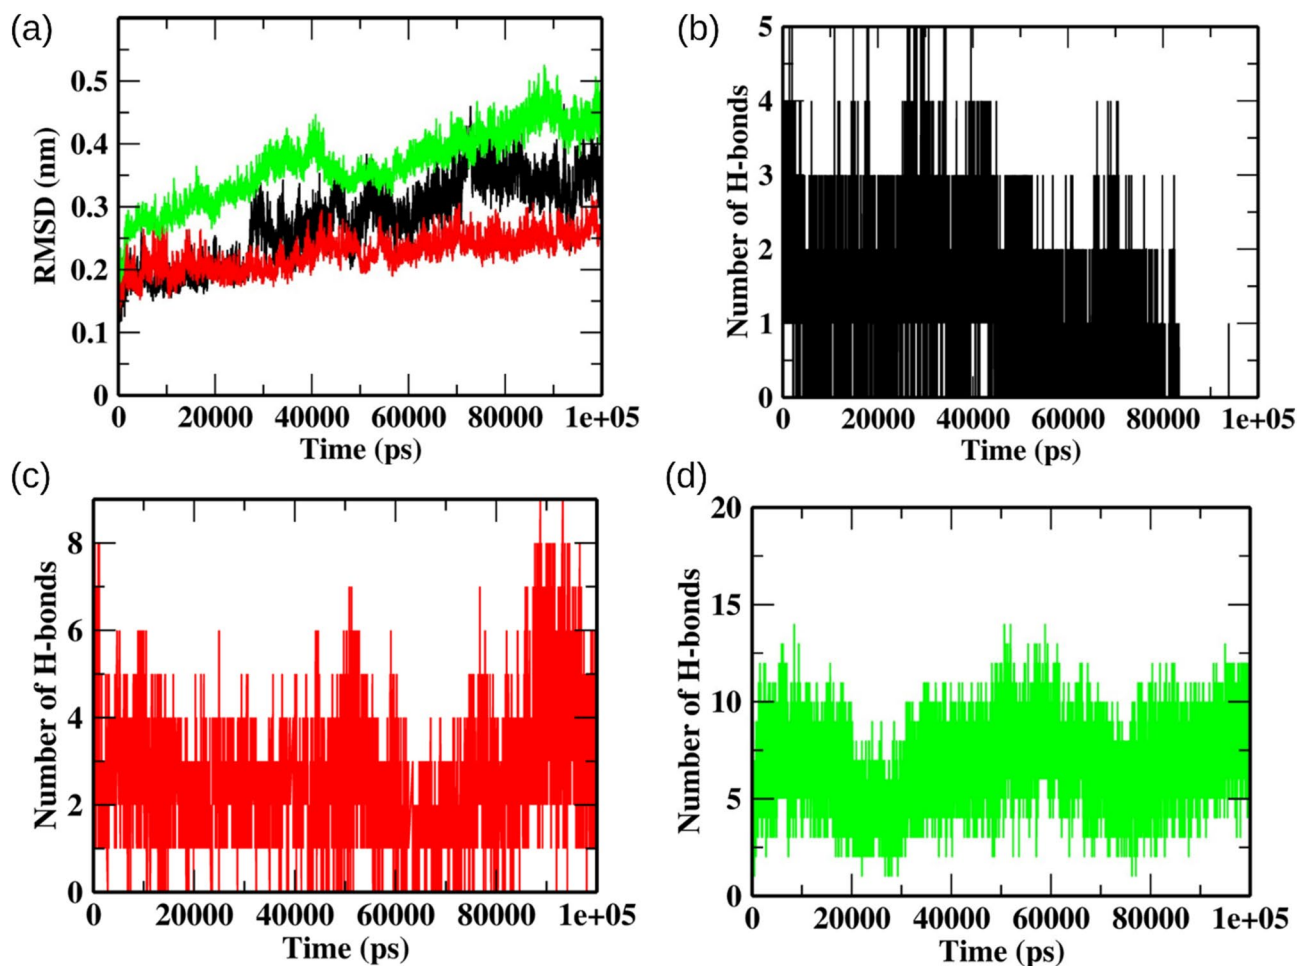 (a)
RMSD (nm)
0.5
0.4
0.3
0.2
0.1
0
0 20000 40000 60000 80000 1e+05
Time (ps)
(b)
Number of H-bonds
5
4
3
2
1
0
0 20000 40000 60000 80000 1e+05
Time (ps)
(c)
Number of H-bonds
8
6
4
2
0
0 20000 40000 60000 80000 1e+05
Time (ps)
(d)
Number of H-bonds
20
15
10
5
0
0 20000 40000 60000 80000 1e+05
Time (ps)